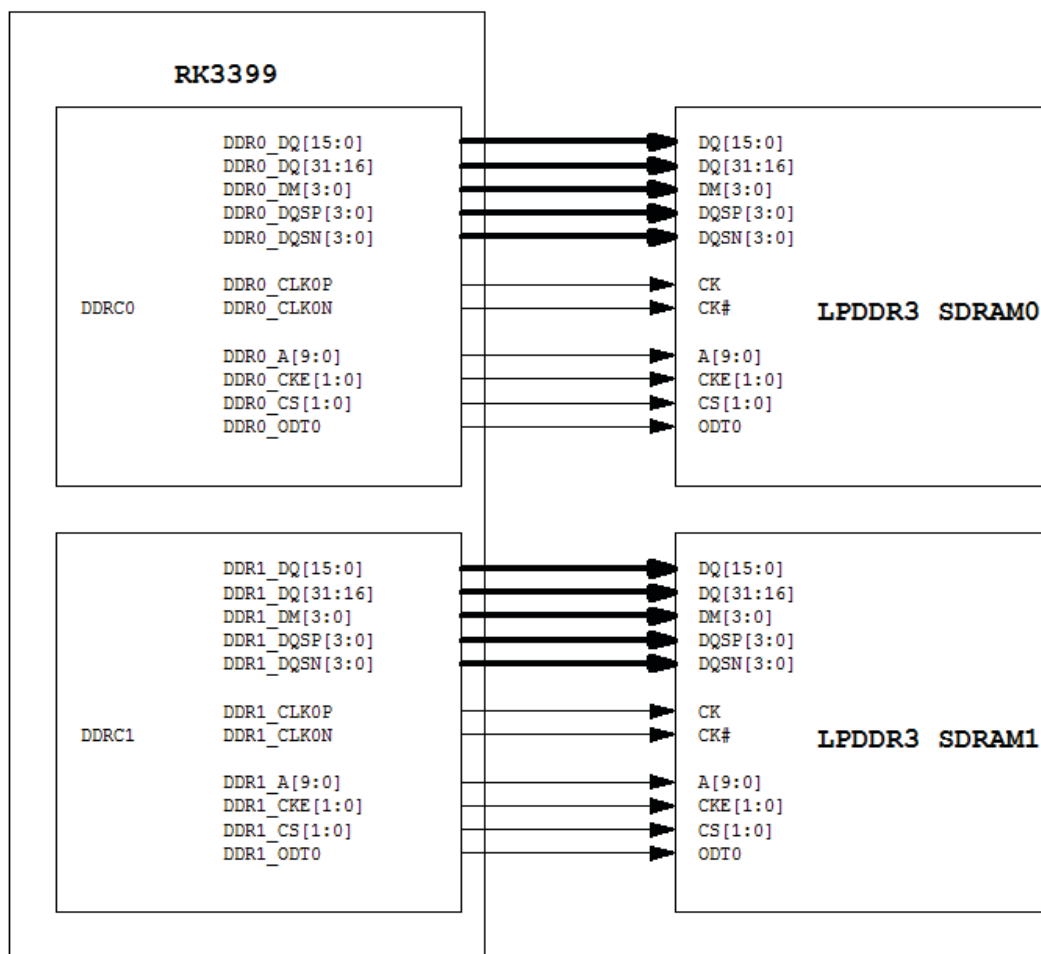 RK3399
DDR0_DQ[15:0] DQ[15:0]
DDR0_DQ[31:16] DQ[31:16]
DDR0_DM[3:0] DM[3:0]
DDR0_DQSP[3:0] DQSP[3:0]
DDR0_DQSN[3:0] DQSN[3:0]
DDR0_CLK0P CK
DDRC0 DDR0_CLK0N CK# LPDDR3 SDRAM0
DDR0_A[9:0] A[9:0]
DDR0_CKE[1:0] CKE[1:0]
DDR0_CS[1:0] CS[1:0]
DDR0_ODT0 ODT0
DDR1_DQ[15:0] DQ[15:0]
DDR1_DQ[31:16] DQ[31:16]
DDR1_DM[3:0] DM[3:0]
DDR1_DQSP[3:0] DQSP[3:0]
DDR1_DQSN[3:0] DQSN[3:0]
DDR1_CLK0P CK
DDRC1 DDR1_CLK0N CK# LPDDR3 SDRAM1
DDR1_A[9:0] A[9:0]
DDR1_CKE[1:0] CKE[1:0]
DDR1_CS[1:0] CS[1:0]
DDR1_ODT0 ODT0